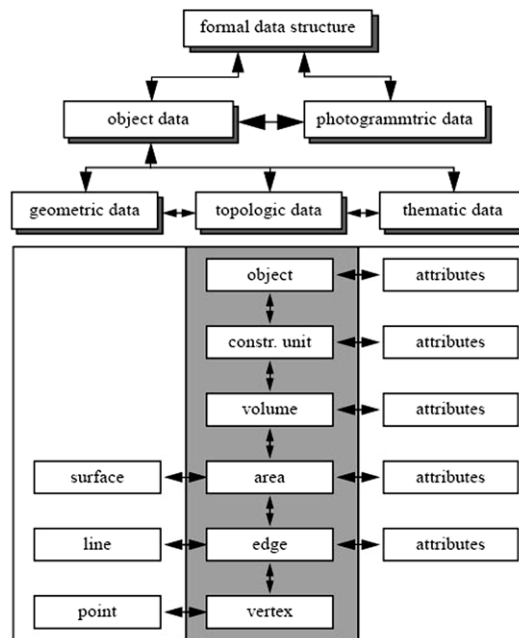 formal data structure
object data
photogrammtric data
geometric data
topologic data
thematic data
object
attributes
constr. unit
attributes
volume
attributes
surface
area
attributes
line
edge
attributes
point
vertex